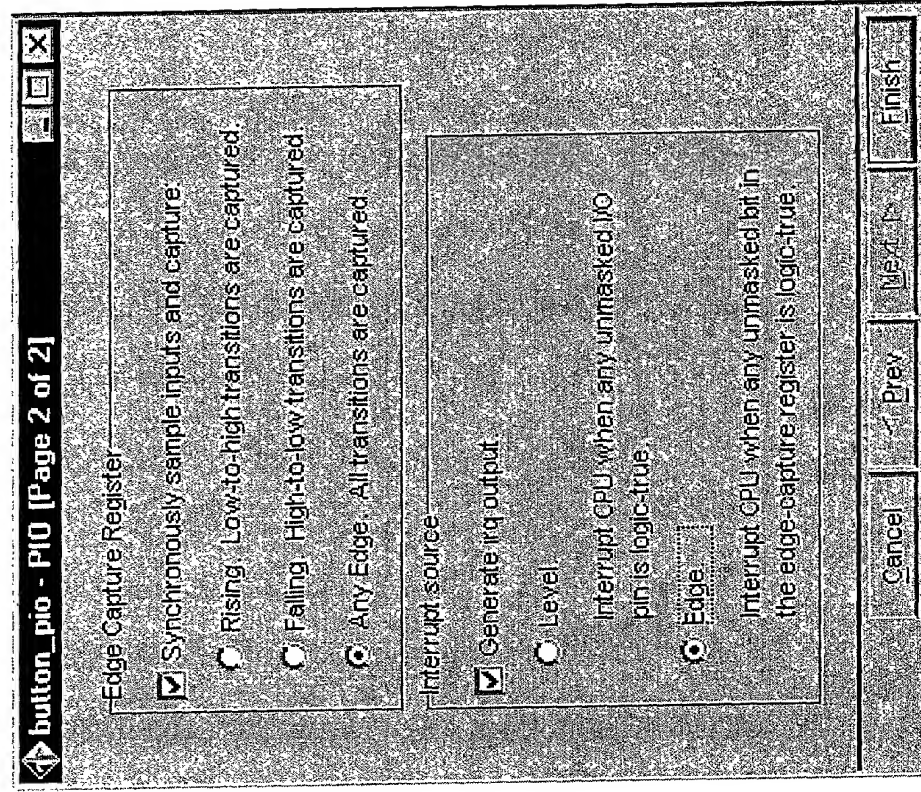 button_pio - PIO [Page 2 of 2]
Edge Capture Register
Synchronously sample inputs and capture:
Rising. Low-to-high transitions are captured.
Falling. High-to-low transitions are captured.
Any Edge. All transitions are captured.
Interrupt source
Generate irq output
Level
Interrupt CPU when any unmasked I/O
pin is logic-true.
Edge
Interrupt CPU when any unmasked bit in
the edge-capture register is logic-true.
Cancel
< Prev
Next >
Finish